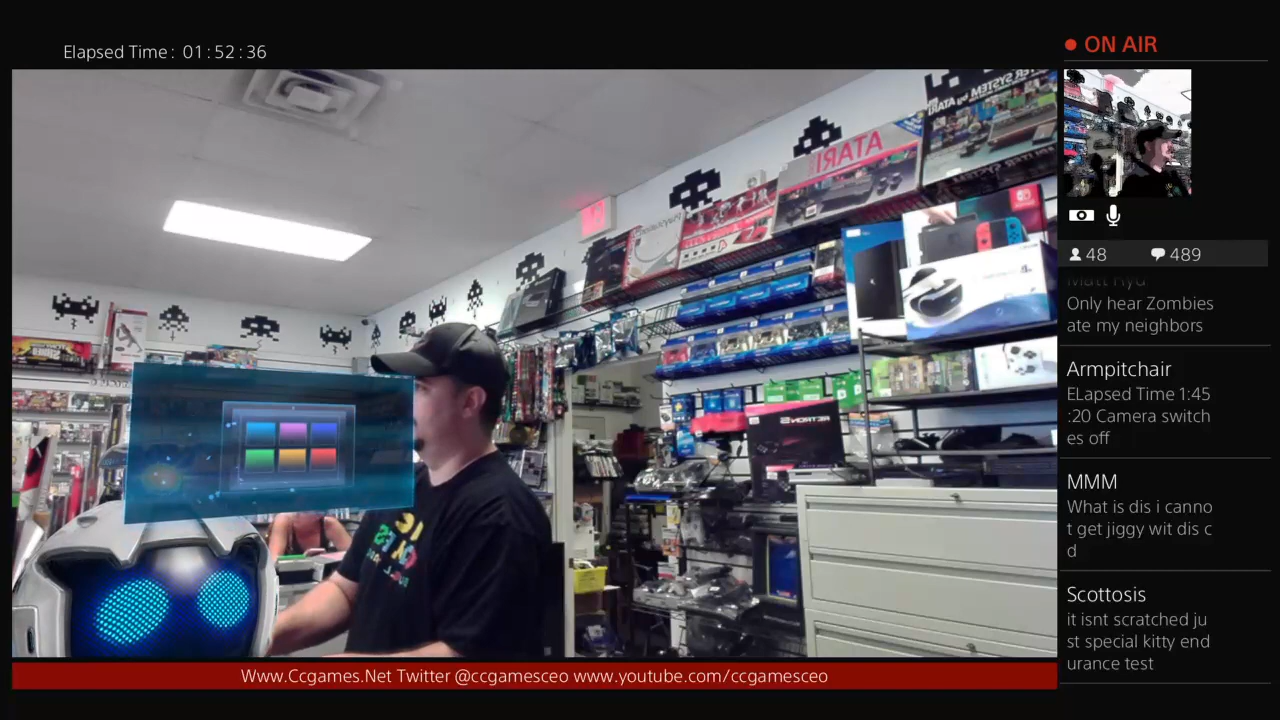 Elapsed Time: 01:52:36
ON AIR
ATARI
48
489
Matt Ryu
Only hear Zombies
ate my neighbors
Armpitchair
ELapsed Time 1:45
:20 Camera switch
es off
MMM
What is dis i canno
t get jiggy wit dis c
d
Scottosis
it isnt scratched ju
st special kitty end
urance test
Www.Ccgames.Net Twitter @ccgamesceo www.youtube.com/ccgamesceo